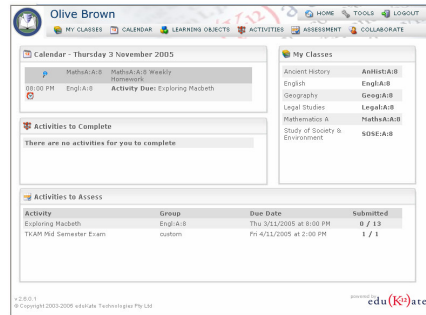 Olive Brown
HOME TOOLS LOGOUT
MY CLASSES CALENDAR LEARNING OBJECTS ACTIVITIES ASSESSMENT COLLABORATE
Calendar - Thursday 3 November 2005
MathsA:A:8 MathsA:A:8 Weekly
Homework
08:00 PM Engl:A:8 Activity Due: Exploring Macbeth
Activities to Complete
There are no activities for you to complete
My Classes
Ancient History AnHist:A:8
English Engl:A:8
Geography Geog:A:8
Legal Studies Legal:A:8
Mathematics A MathsA:A:8
Study of Society &
Environment SOSE:A:8
Activities to Assess
Activity Group Due Date Submitted
Exploring Macbeth Engl:A:8 Thu 3/11/2005 at 8:00 PM 0 / 13
TKAM Mid Semester Exam custom Fri 4/11/2005 at 2:00 PM 1 / 1
v 2.6.0.1
© Copyright 2003-2006 eduKate Technologies Pty Ltd
powered by
edu(K12)ate